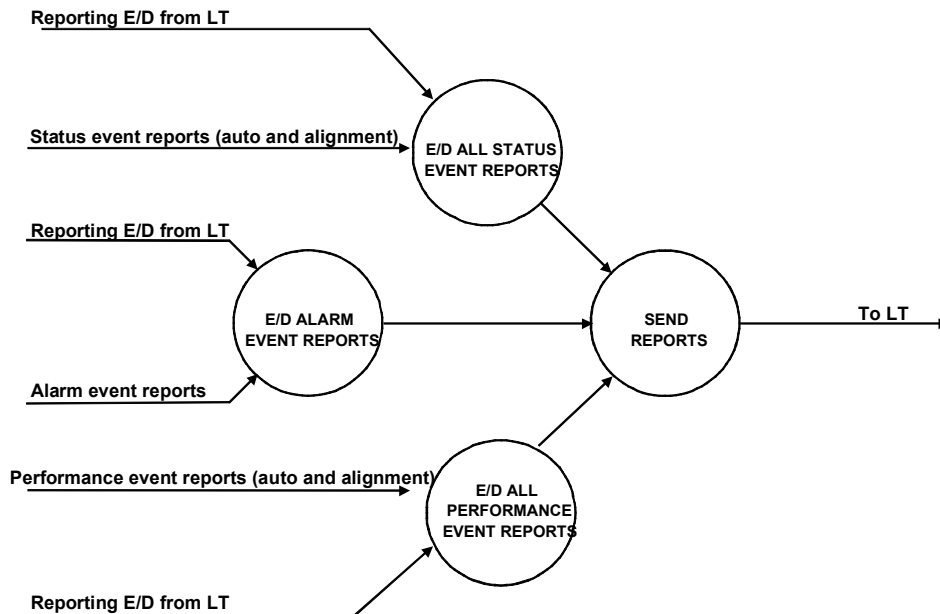 Reporting E/D from LT
Status event reports (auto and alignment)
E/D ALL STATUS
EVENT REPORTS
Reporting E/D from LT
E/D ALARM
EVENT REPORTS
SEND
REPORTS
To LT
Alarm event reports
Performance event reports (auto and alignment)
E/D ALL
PERFORMANCE
EVENT REPORTS
Reporting E/D from LT